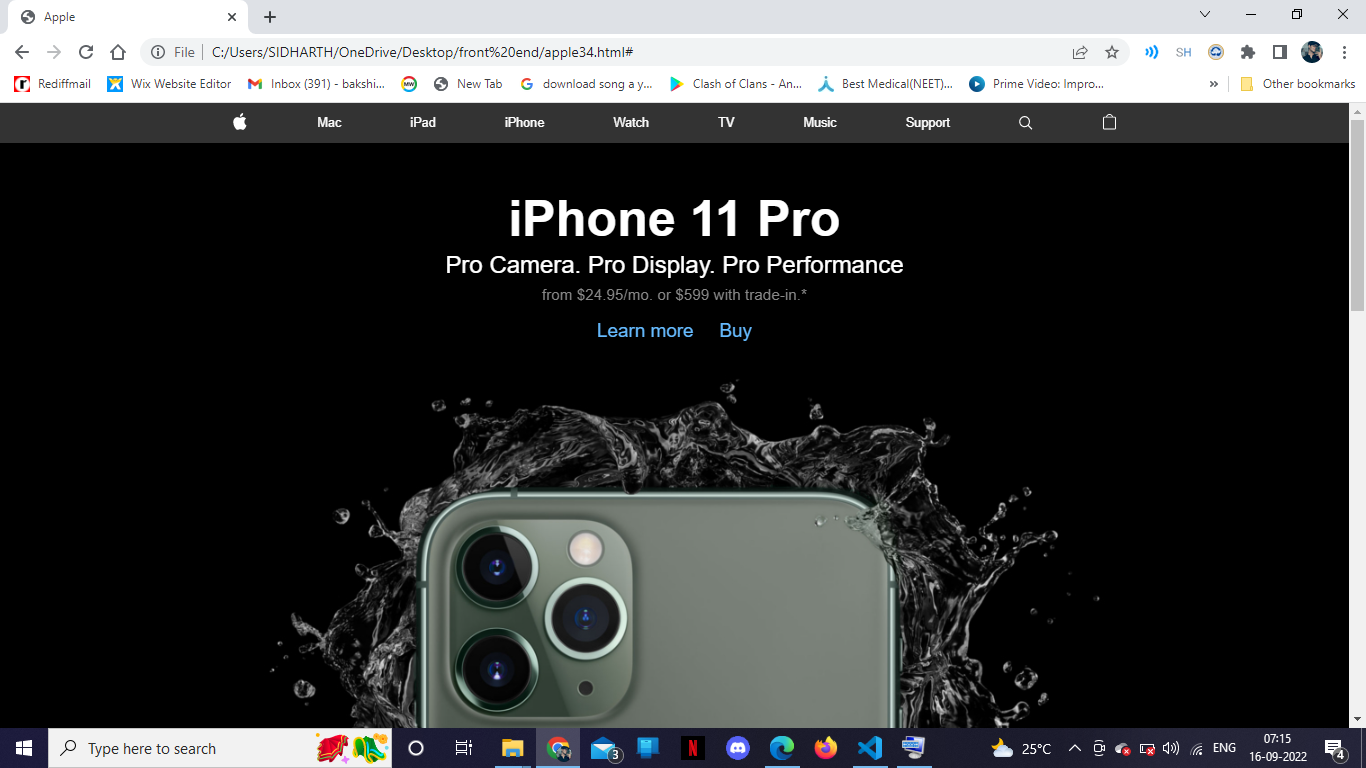 Apple
File
C:/Users/SIDHARTH/OneDrive/Desktop/front%20end/apple34.html#
SH
Rediffmail
Wix Website Editor
Inbox (391) - bakshi...
MW
New Tab
download song a y...
Clash of Clans - An...
Best Medical(NEET)...
Prime Video: Impro...
»
Other bookmarks
Mac
iPad
iPhone
Watch
TV
Music
Support
iPhone 11 Pro
Pro Camera. Pro Display. Pro Performance
from $24.95/mo. or $599 with trade-in.*
Learn more
Buy
Type here to search
3
N
25°C
ENG
07:15
16-09-2022
4